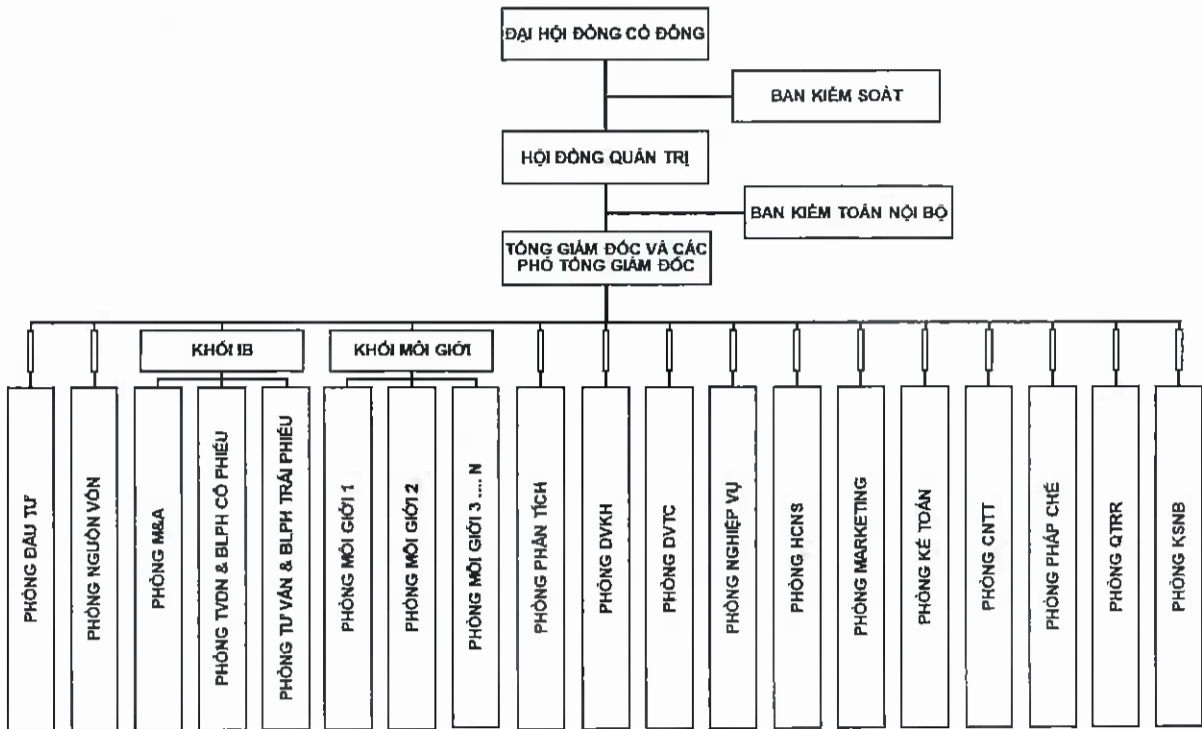 ĐẠI HỘI ĐỒNG CỔ ĐÔNG
BAN KIỂM SOÁT
HỘI ĐỒNG QUẢN TRỊ
BAN KIỂM TOÁN NỘI BỘ
TỔNG GIÁM ĐỐC VÀ CÁC
PHÓ TỔNG GIÁM ĐỐC
KHỐI IB
KHỐI MÔI GIỚI
PHÒNG ĐẦU TƯ
PHÒNG NGUỒN VỐN
PHÒNG M&A
PHÒNG TVDN & BLPH CỔ PHIẾU
PHÒNG TƯ VẤN & BLPH TRÁI PHIẾU
PHÒNG MÔI GIỚI 1
PHÒNG MÔI GIỚI 2
PHÒNG MÔI GIỚI 3 .... N
PHÒNG PHÂN TÍCH
PHÒNG DVKH
PHÒNG DVTC
PHÒNG NGHIỆP VỤ
PHÒNG HCNS
PHÒNG MARKETING
PHÒNG KẾ TOÁN
PHÒNG CNTT
PHÒNG PHÁP CHẾ
PHÒNG QTRR
PHÒNG KSNB